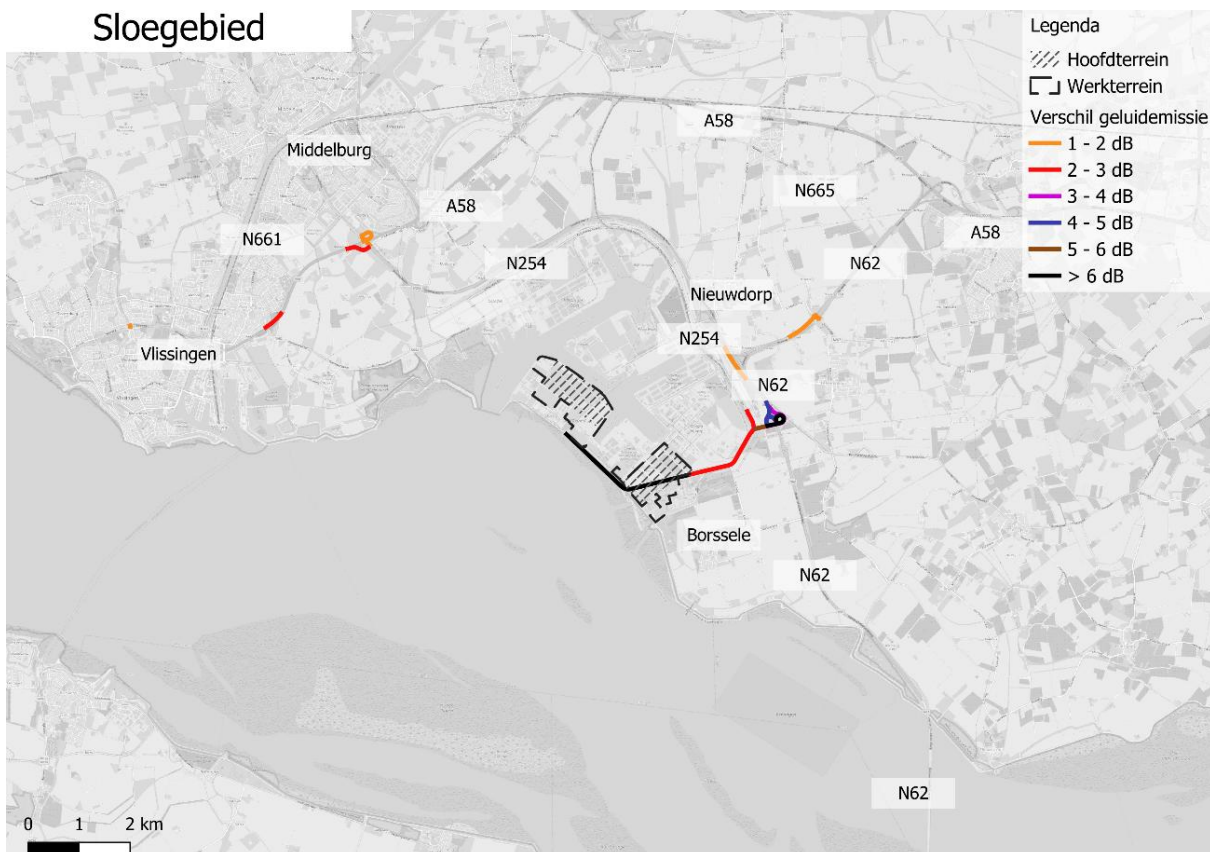 Sloegebied
Legenda
Hoofdterrein
Werkterrein
Verschil geluidemissie
1 - 2 dB
2 - 3 dB
3 - 4 dB
4 - 5 dB
5 - 6 dB
> 6 dB
A58
Middelburg
N665
A58
N661
A58
N254
N62
Nieuwdorp
N254
Vlissingen
N62
Borssele
N62
N62
0 1 2 km